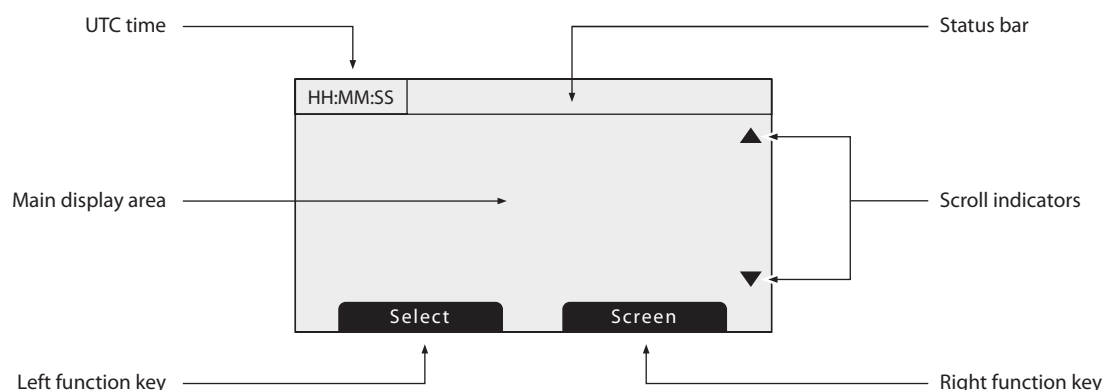 UTC time
Status bar
HH:MM:SS
Main display area
Scroll indicators
Select
Screen
Left function key
Right function key